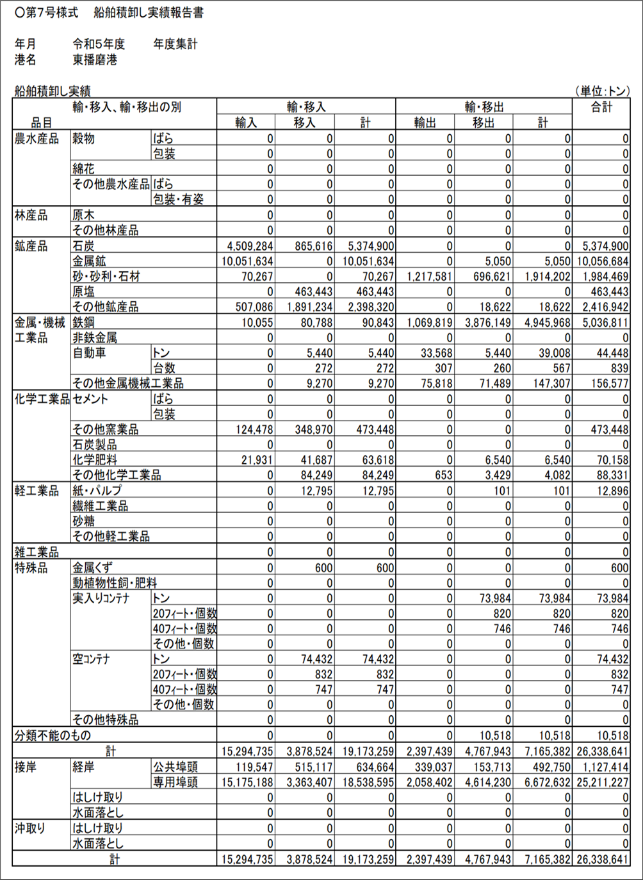 〇第7号様式 船舶積卸し実績報告書
年月 令和5年度 年度集計
港名 東播磨港
船舶積卸し実績 (単位:トン)
輸・移入、輸・移出の別 輸・移入 輸・移出 合計
品目 輸入 移入 計 輸出 移出 計
農水産品 穀物 ばら 0 0 0 0 0 0 0
包装 0 0 0 0 0 0 0
綿花 0 0 0 0 0 0 0
その他農水産品 ばら 0 0 0 0 0 0 0
包装・有姿 0 0 0 0 0 0 0
林産品 原木 0 0 0 0 0 0 0
その他林産品 0 0 0 0 0 0 0
鉱産品 石炭 4,509,284 865,616 5,374,900 0 0 0 5,374,900
金属鉱 10,051,634 0 10,051,634 0 5,050 5,050 10,056,684
砂・砂利・石材 70,267 0 70,267 1,217,581 696,621 1,914,202 1,984,469
原塩 0 463,443 463,443 0 0 0 463,443
その他鉱産品 507,086 1,891,234 2,398,320 0 18,622 18,622 2,416,942
金属・機械 鉄鋼 10,055 80,788 90,843 1,069,819 3,876,149 4,945,968 5,036,811
工業品 非鉄金属 0 0 0 0 0 0 0
自動車 トン 0 5,440 5,440 33,568 5,440 39,008 44,448
台数 0 272 272 307 260 567 839
その他金属機械工業品 0 9,270 9,270 75,818 71,489 147,307 156,577
化学工業品 セメント ばら 0 0 0 0 0 0 0
包装 0 0 0 0 0 0 0
その他窯業品 124,478 348,970 473,448 0 0 0 473,448
石炭製品 0 0 0 0 0 0 0
化学肥料 21,931 41,687 63,618 0 6,540 6,540 70,158
その他化学工業品 0 84,249 84,249 653 3,429 4,082 88,331
軽工業品 紙・パルプ 0 12,795 12,795 0 101 101 12,896
繊維工業品 0 0 0 0 0 0 0
砂糖 0 0 0 0 0 0 0
その他軽工業品 0 0 0 0 0 0 0
雑工業品 0 0 0 0 0 0 0
特殊品 金属くず 0 600 600 0 0 0 600
動植物性飼・肥料 0 0 0 0 0 0 0
実入りコンテナ トン 0 0 0 0 73,984 73,984 73,984
20フィート・個数 0 0 0 0 820 820 820
40フィート・個数 0 0 0 0 746 746 746
その他・個数 0 0 0 0 0 0 0
空コンテナ トン 0 74,432 74,432 0 0 0 74,432
20フィート・個数 0 832 832 0 0 0 832
40フィート・個数 0 747 747 0 0 0 747
その他・個数 0 0 0 0 0 0 0
その他特殊品 0 0 0 0 0 0 0
分類不能のもの 0 0 0 0 10,518 10,518 10,518
計 15,294,735 3,878,524 19,173,259 2,397,439 4,767,943 7,165,382 26,338,641
接岸 経岸 公共埠頭 119,547 515,117 634,664 339,037 153,713 492,750 1,127,414
専用埠頭 15,175,188 3,363,407 18,538,595 2,058,402 4,614,230 6,672,632 25,211,227
はしけ取り 0 0 0 0 0 0 0
水面落とし 0 0 0 0 0 0 0
沖取り はしけ取り 0 0 0 0 0 0 0
水面落とし 0 0 0 0 0 0 0
計 15,294,735 3,878,524 19,173,259 2,397,439 4,767,943 7,165,382 26,338,641